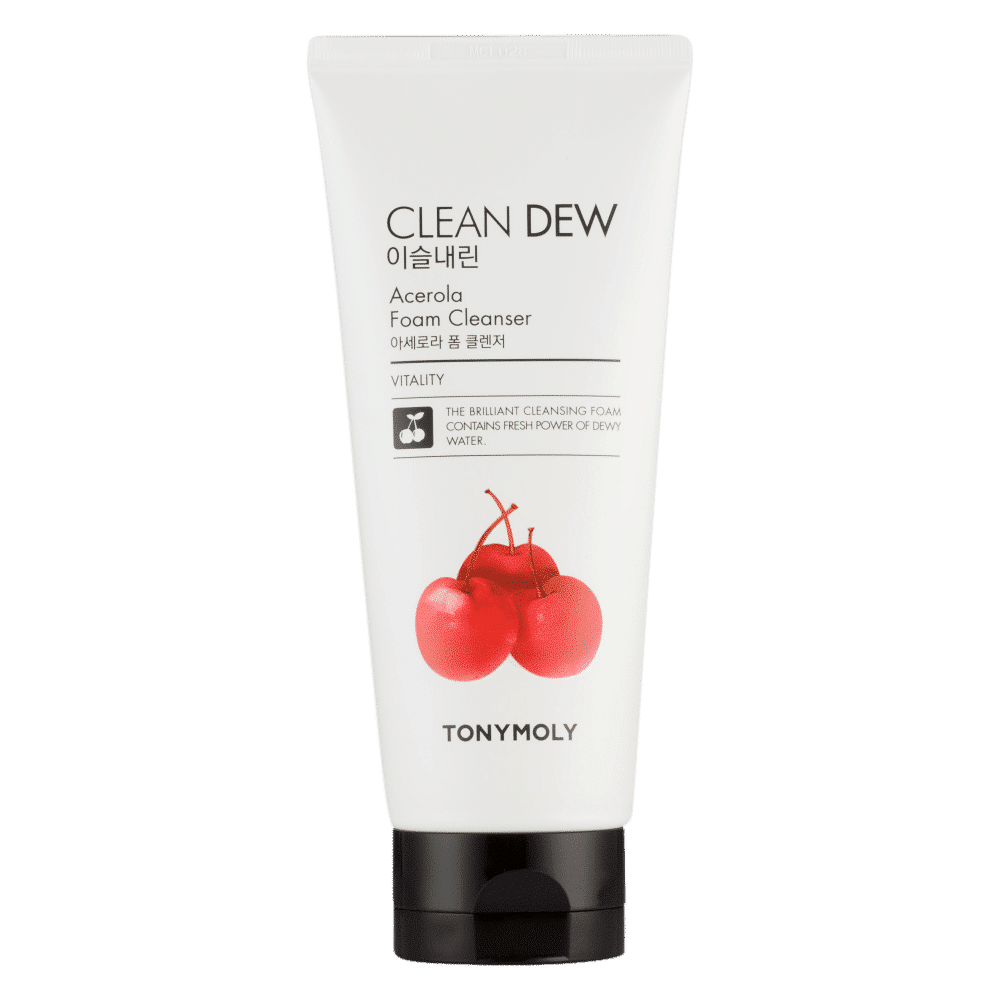 CLEAN DEW
이슬내린
Acerola
Foam Cleanser
아세로라 폼 클렌저
VITALITY
THE BRILLIANT CLEANSING FOAM
CONTAINS FRESH POWER OF DEWY
WATER.
TONYMOLY